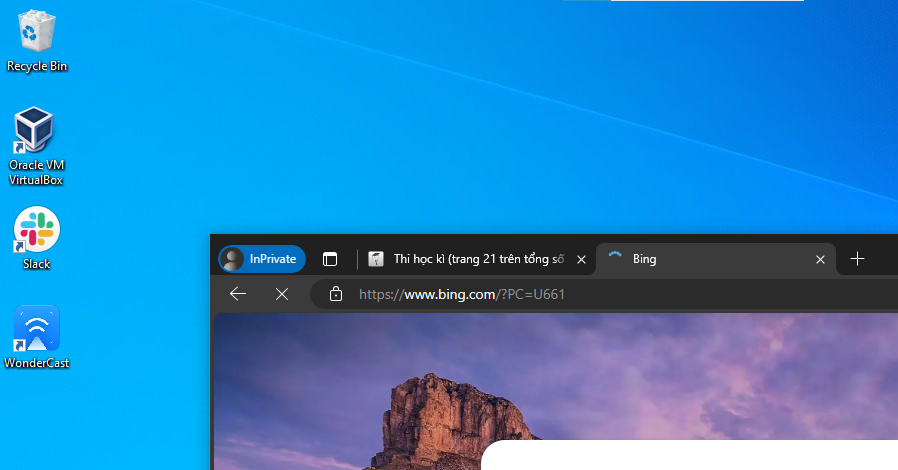 Recycle Bin
Oracle VM
VirtualBox
Slack
WonderCast
InPrivate
Thi học kì (trang 21 trên tổng số
Bing
https://www.bing.com/?PC=U661